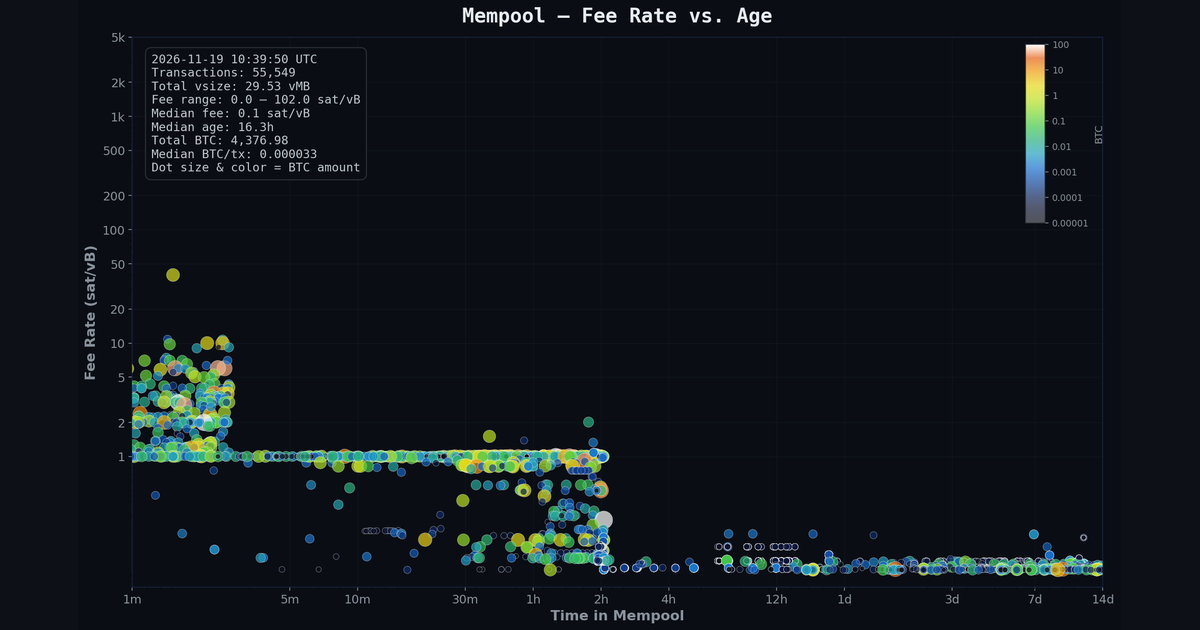 Mempool — Fee Rate vs. Age
2026-11-19 10:39:50 UTC
Transactions: 55,549
Total vsize: 29.53 vMB
Fee range: 0.0 — 102.0 sat/vB
Median fee: 0.1 sat/vB
Median age: 16.3h
Total BTC: 4,376.98
Median BTC/tx: 0.000033
Dot size & color = BTC amount
100
10
1
0.1
0.01
0.001
0.0001
0.00001
BTC
5k
2k
1k
500
200
100
50
20
10
5
2
1
Fee Rate (sat/vB)
1m 5m 10m 30m 1h 2h 4h 12h 1d 3d 7d 14d
Time in Mempool